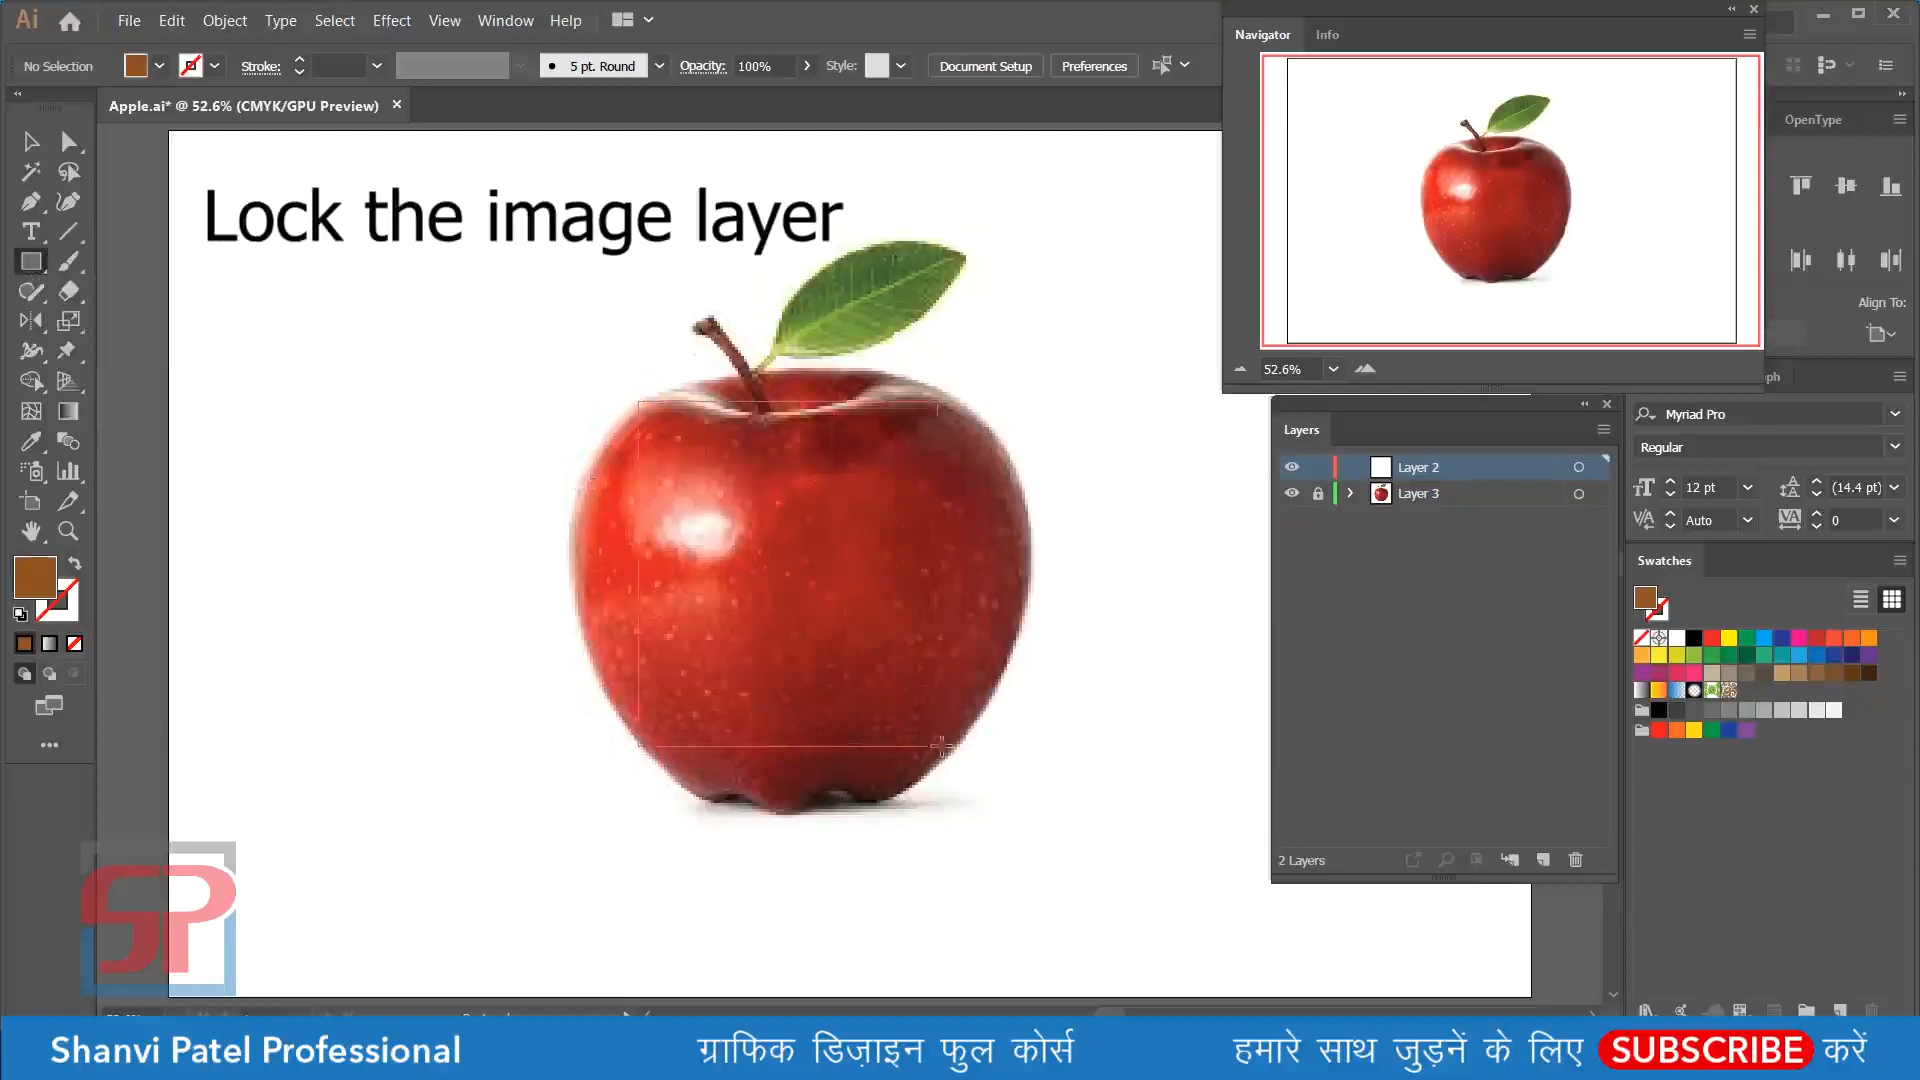 Ai File Edit Object Type Select Effect View Window Help
Navigator Info
No Selection Stroke: 5 pt. Round Opacity: 100% Style: Document Setup Preferences
Apple.ai* @ 52.6% (CMYK/GPU Preview)
OpenType
Lock the image layer
Align To:
52.6%
Layers
Myriad Pro
Regular
Layer 2
Layer 3
12 pt (14.4 pt)
Auto 0
Swatches
2 Layers
SP
Shanvi Patel Professional ग्राफिक डिज़ाइन फुल कोर्स हमारे साथ जुड़नें के लिए SUBSCRIBE करें